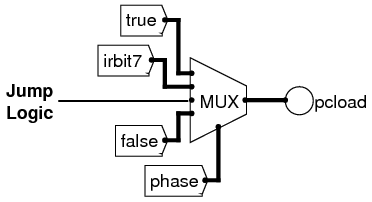 true
irbit7
Jump
Logic
MUX
pcload
false
phase